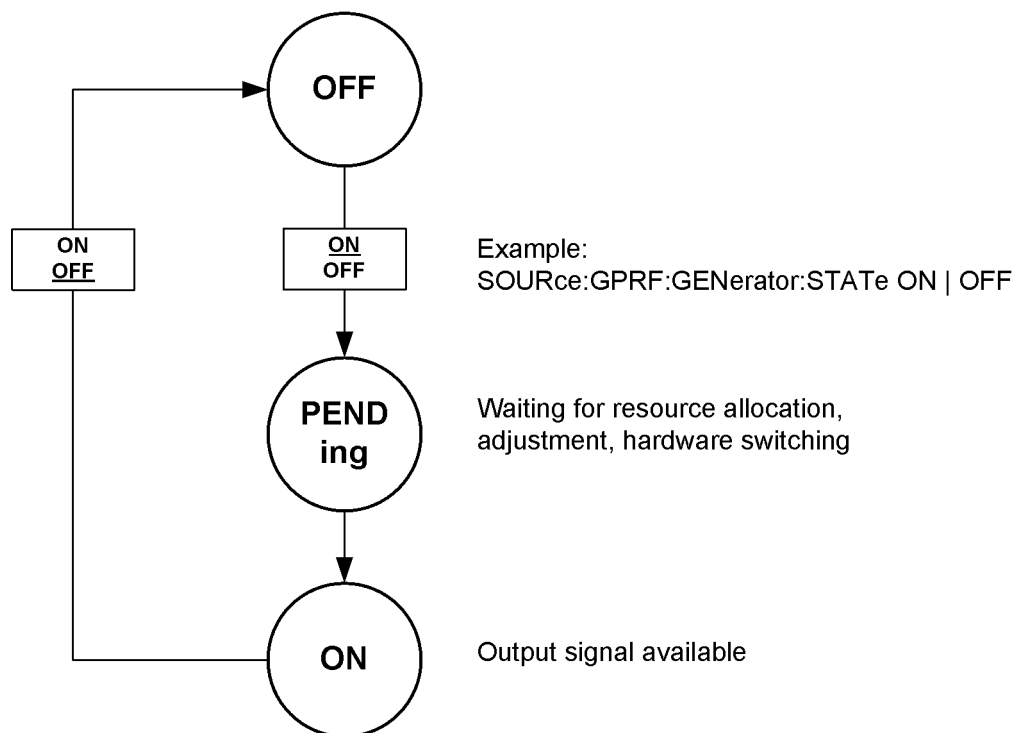 OFF
ON
OFF
ON
OFF
Example:
SOURce:GPRF:GENerator:STATe ON | OFF
PEND
ing
Waiting for resource allocation,
adjustment, hardware switching
ON
Output signal available